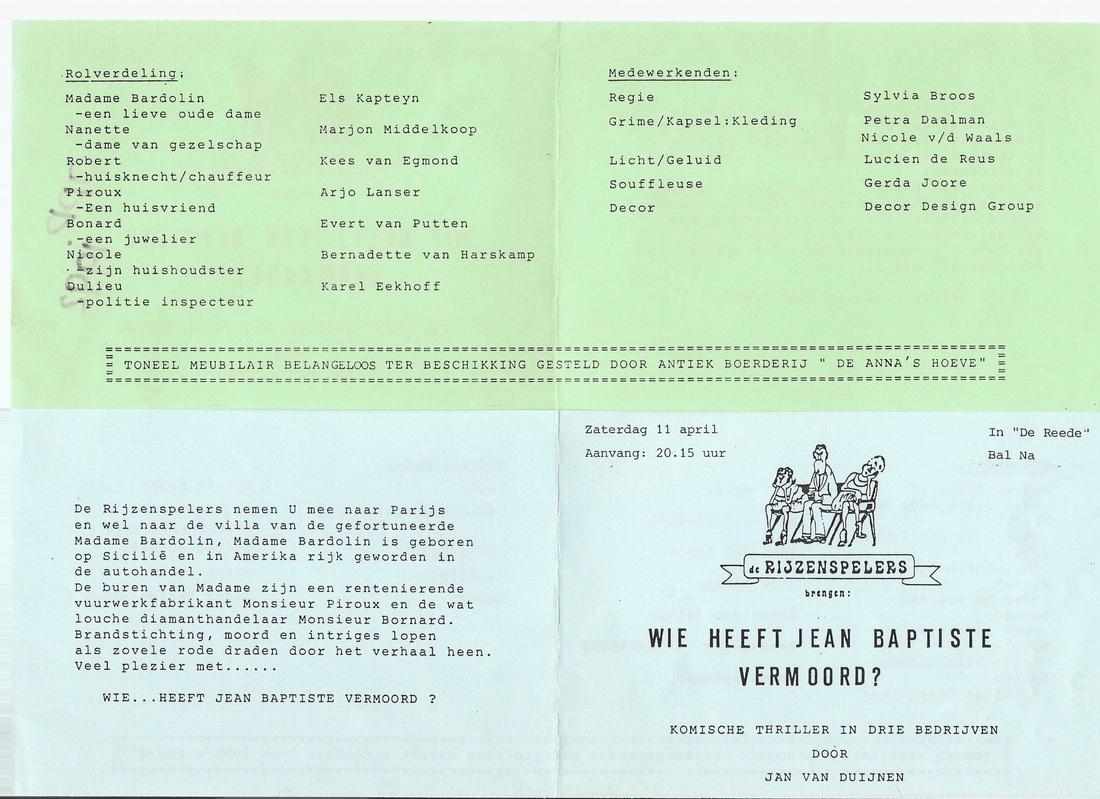 Rolverdeling:
Madame Bardolin Els Kapteyn
-een lieve oude dame
Nanette Marjon Middelkoop
-dame van gezelschap
Robert Kees van Egmond
-huisknecht/chauffeur
Piroux Arjo Lanser
-Een huisvriend
Bonard Evert van Putten
-een juwelier
Nicole Bernadette van Harskamp
-zijn huishoudster
Dulieu Karel Eekhoff
-politie inspecteur
Medewerkenden:
Regie Sylvia Broos
Grime/Kapsel:Kleding Petra Daalman
Nicole v/d Waals
Licht/Geluid Lucien de Reus
Souffleuse Gerda Joore
Decor Decor Design Group
TONEEL MEUBILAIR BELANGELOOS TER BESCHIKKING GESTELD DOOR ANTIEK BOERDERIJ " DE ANNA'S HOEVE"
De Rijzenspelers nemen U mee naar Parijs
en wel naar de villa van de gefortuneerde
Madame Bardolin, Madame Bardolin is geboren
op Sicilië en in Amerika rijk geworden in
de autohandel.
De buren van Madame zijn een rentenierende
vuurwerkfabrikant Monsieur Piroux en de wat
louche diamanthandelaar Monsieur Bornard.
Brandstichting, moord en intriges lopen
als zovele rode draden door het verhaal heen.
Veel plezier met......
WIE...HEEFT JEAN BAPTISTE VERMOORD ?
Zaterdag 11 april In "De Reede"
Aanvang: 20.15 uur Bal Na
de RIJZENSPELERS
brengen:
WIE HEEFT JEAN BAPTISTE
VERMOORD?
KOMISCHE THRILLER IN DRIE BEDRIJVEN
DOOR
JAN VAN DUIJNEN